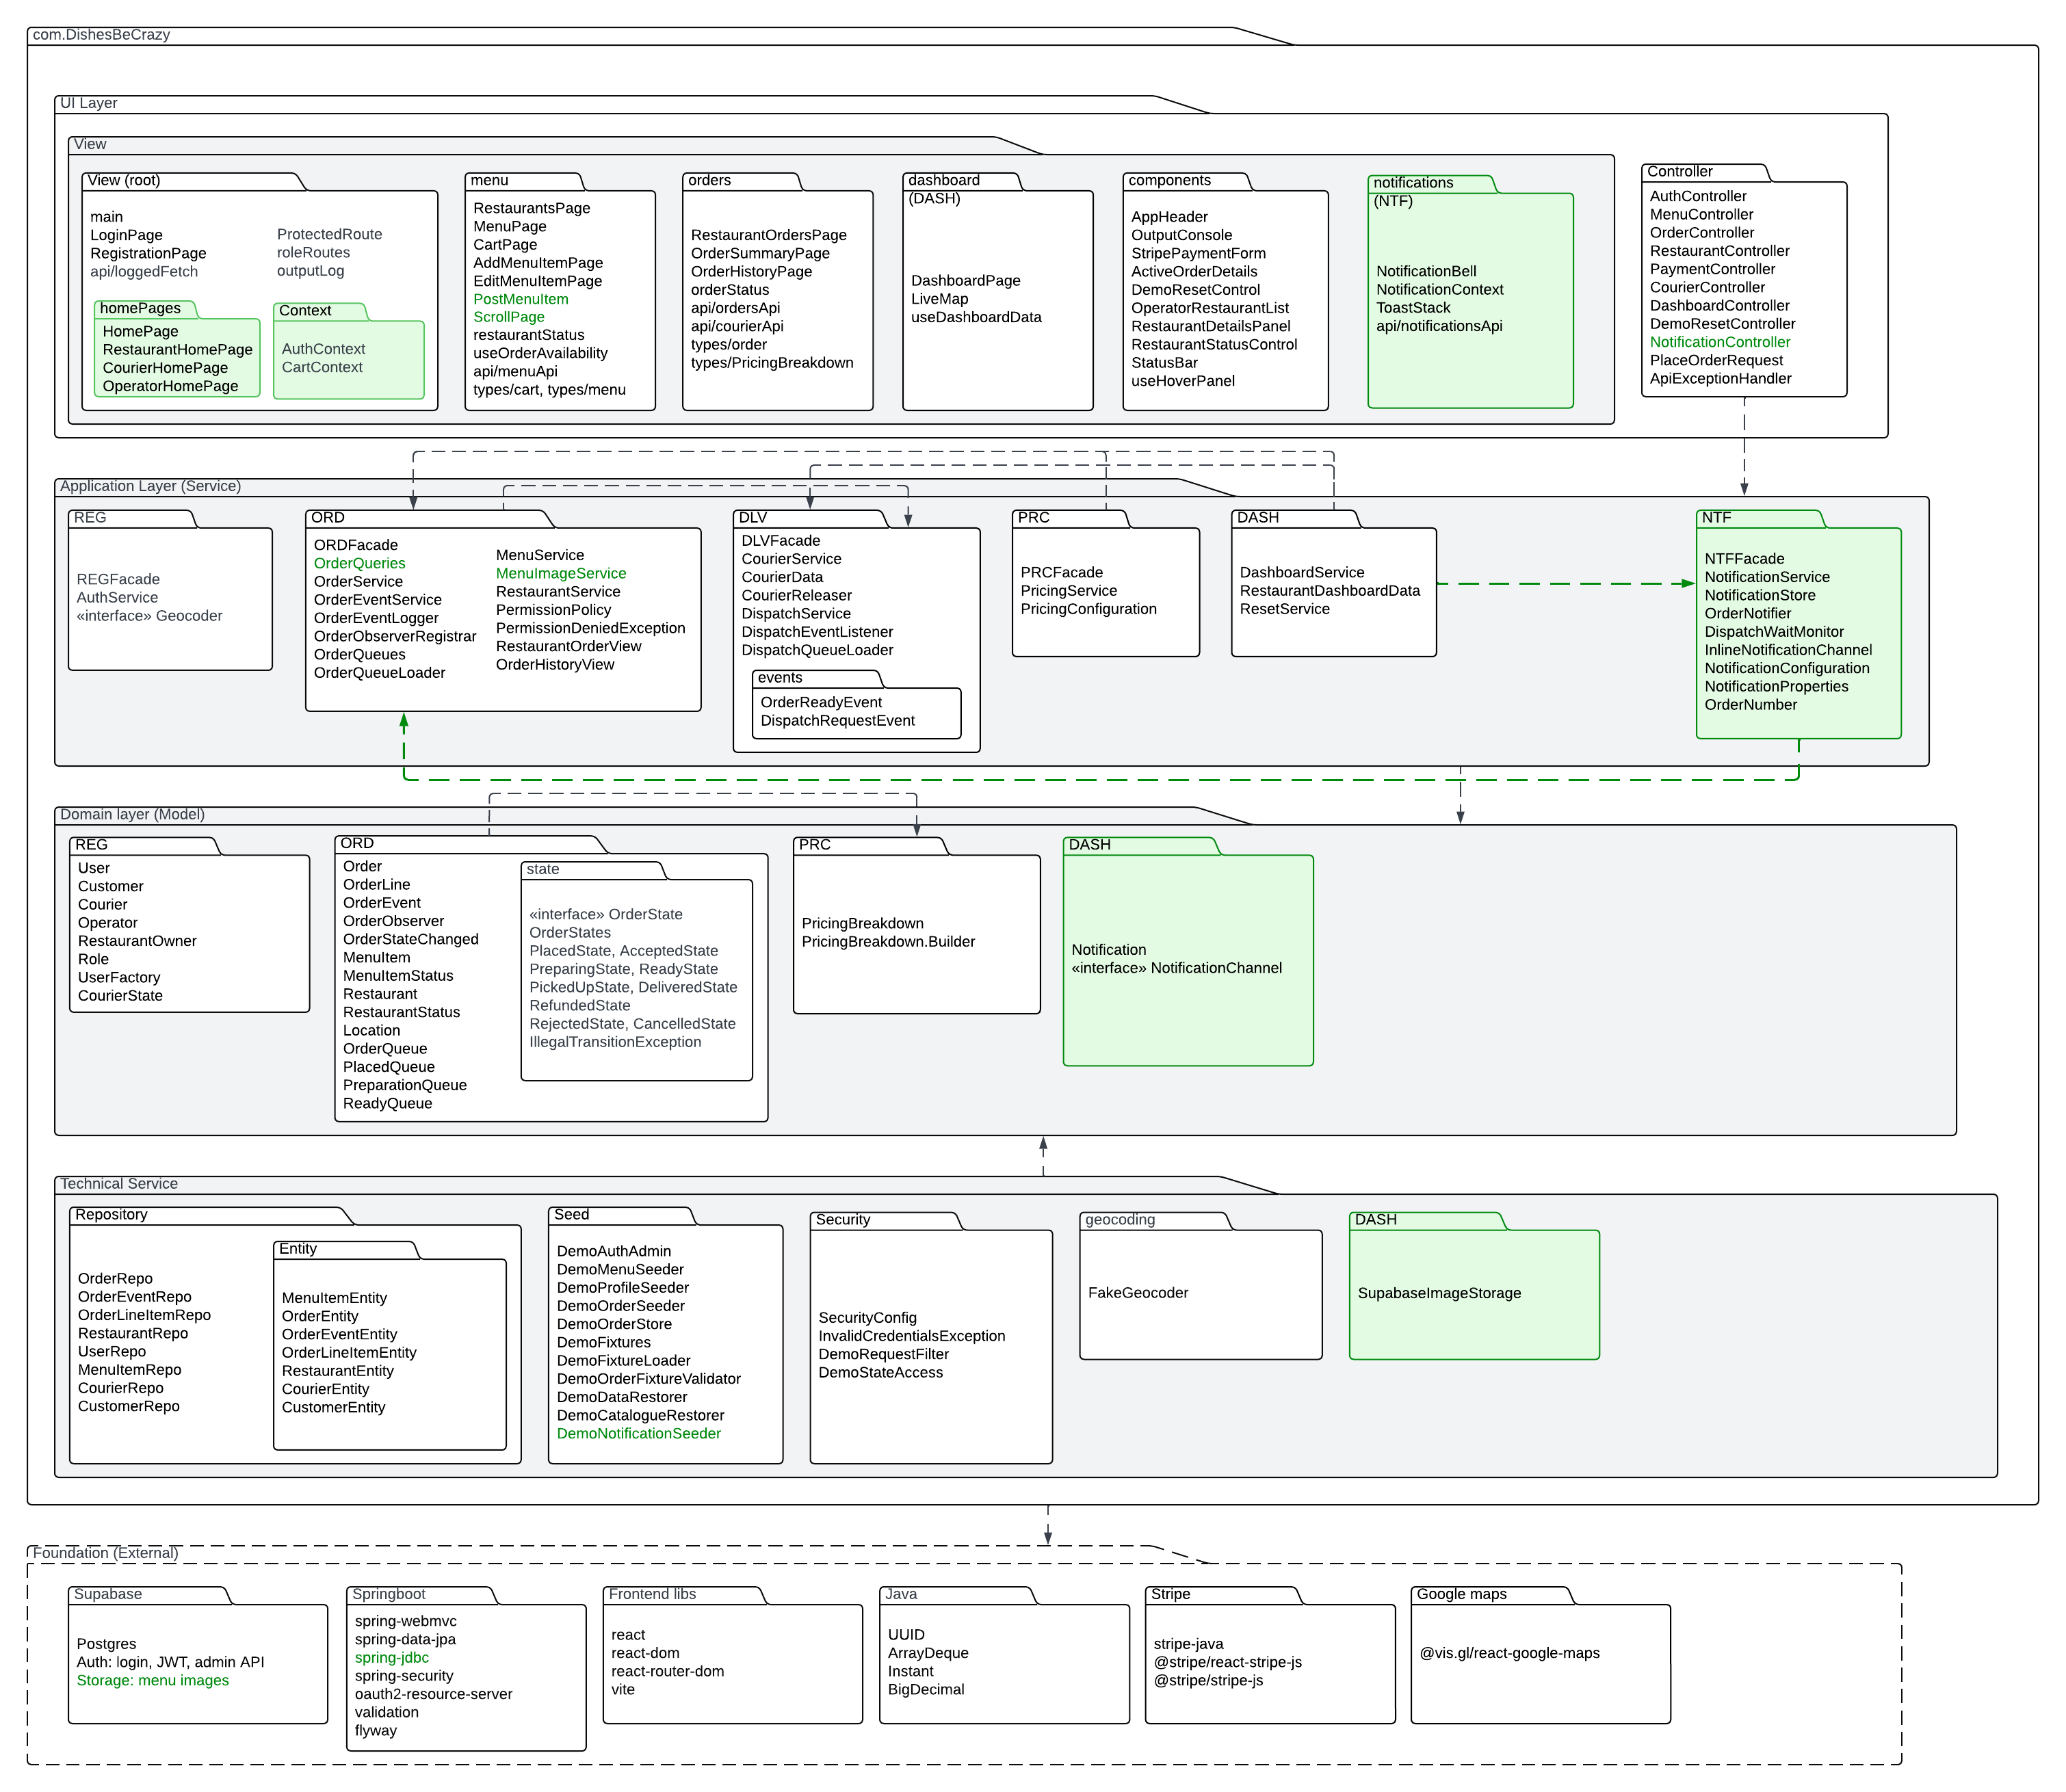 com.DishesBeCrazy
UI Layer
View
View (root)
main
LoginPage
RegistrationPage
api/loggedFetch
ProtectedRoute
roleRoutes
outputLog
homePages
HomePage
RestaurantHomePage
CourierHomePage
OperatorHomePage
Context
AuthContext
CartContext
menu
RestaurantsPage
MenuPage
CartPage
AddMenuItemPage
EditMenuItemPage
PostMenuItem
ScrollPage
restaurantStatus
useOrderAvailability
api/menuApi
types/cart, types/menu
orders
RestaurantOrdersPage
OrderSummaryPage
OrderHistoryPage
orderStatus
api/ordersApi
api/courierApi
types/order
types/PricingBreakdown
dashboard
(DASH)
DashboardPage
LiveMap
useDashboardData
components
AppHeader
OutputConsole
StripePaymentForm
ActiveOrderDetails
DemoResetControl
OperatorRestaurantList
RestaurantDetailsPanel
RestaurantStatusControl
StatusBar
useHoverPanel
notifications
(NTF)
NotificationBell
NotificationContext
ToastStack
api/notificationsApi
Controller
AuthController
MenuController
OrderController
RestaurantController
PaymentController
CourierController
DashboardController
DemoResetController
NotificationController
PlaceOrderRequest
ApiExceptionHandler
Application Layer (Service)
REG
REGFacade
AuthService
«interface» Geocoder
ORD
ORDFacade
OrderQueries
OrderService
OrderEventService
OrderEventLogger
OrderObserverRegistrar
OrderQueues
OrderQueueLoader
MenuService
MenuImageService
RestaurantService
PermissionPolicy
PermissionDeniedException
RestaurantOrderView
OrderHistoryView
DLV
DLVFacade
CourierService
CourierData
CourierReleaser
DispatchService
DispatchEventListener
DispatchQueueLoader
events
OrderReadyEvent
DispatchRequestEvent
PRC
PRCFacade
PricingService
PricingConfiguration
DASH
DashboardService
RestaurantDashboardData
ResetService
NTF
NTFFacade
NotificationService
NotificationStore
OrderNotifier
DispatchWaitMonitor
InlineNotificationChannel
NotificationConfiguration
NotificationProperties
OrderNumber
Domain layer (Model)
REG
User
Customer
Courier
Operator
RestaurantOwner
Role
UserFactory
CourierState
ORD
Order
OrderLine
OrderEvent
OrderObserver
OrderStateChanged
MenuItem
MenuItemStatus
Restaurant
RestaurantStatus
Location
OrderQueue
PlacedQueue
PreparationQueue
ReadyQueue
state
«interface» OrderState
OrderStates
PlacedState, AcceptedState
PreparingState, ReadyState
PickedUpState, DeliveredState
RefundedState
RejectedState, CancelledState
IllegalTransitionException
PRC
PricingBreakdown
PricingBreakdown.Builder
DASH
Notification
«interface» NotificationChannel
Technical Service
Repository
OrderRepo
OrderEventRepo
OrderLineItemRepo
RestaurantRepo
UserRepo
MenuItemRepo
CourierRepo
CustomerRepo
Entity
MenuItemEntity
OrderEntity
OrderEventEntity
OrderLineItemEntity
RestaurantEntity
CourierEntity
CustomerEntity
Seed
DemoAuthAdmin
DemoMenuSeeder
DemoProfileSeeder
DemoOrderSeeder
DemoOrderStore
DemoFixtures
DemoFixtureLoader
DemoOrderFixtureValidator
DemoDataRestorer
DemoCatalogueRestorer
DemoNotificationSeeder
Security
SecurityConfig
InvalidCredentialsException
DemoRequestFilter
DemoStateAccess
geocoding
FakeGeocoder
DASH
SupabaseImageStorage
Foundation (External)
Supabase
Postgres
Auth: login, JWT, admin API
Storage: menu images
Springboot
spring-webmvc
spring-data-jpa
spring-jdbc
spring-security
oauth2-resource-server
validation
flyway
Frontend libs
react
react-dom
react-router-dom
vite
Java
UUID
ArrayDeque
Instant
BigDecimal
Stripe
stripe-java
@stripe/react-stripe-js
@stripe/stripe-js
Google maps
@vis.gl/react-google-maps